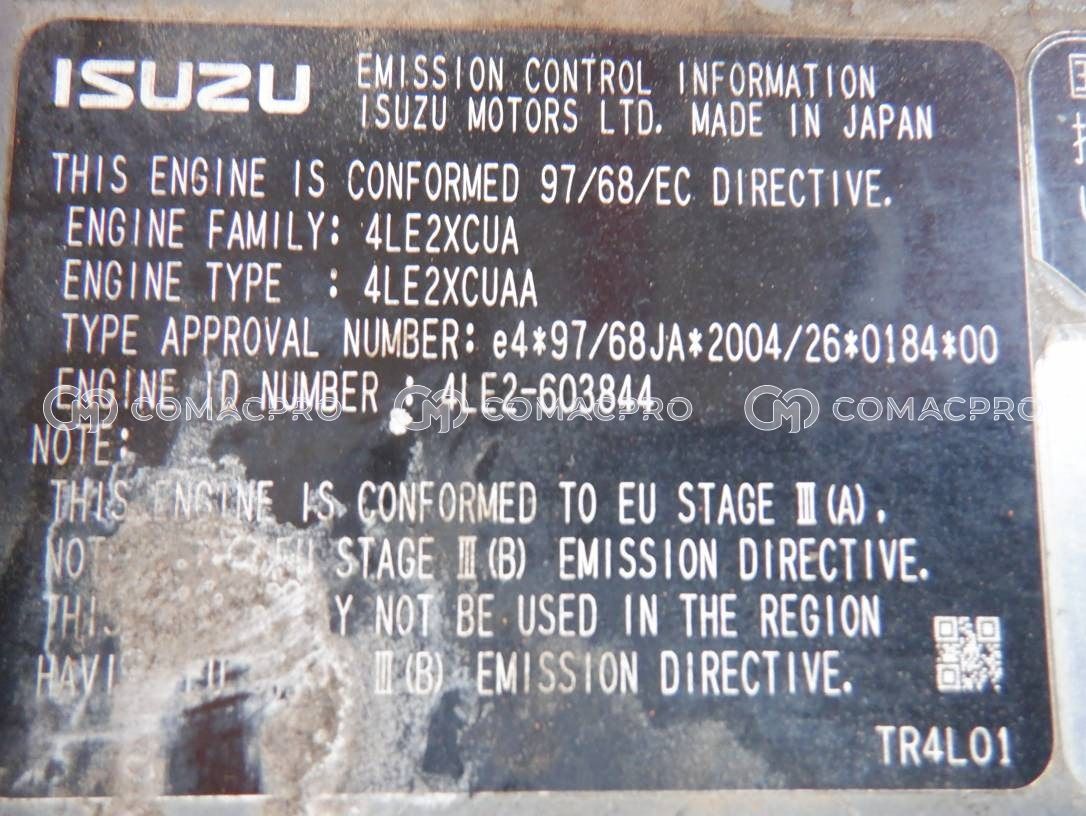 ISUZU
EMISSION CONTROL INFORMATION
ISUZU MOTORS LTD. MADE IN JAPAN
THIS ENGINE IS CONFORMED 97/68/EC DIRECTIVE.
ENGINE FAMILY: 4LE2XCUA
ENGINE TYPE : 4LE2XCUAA
TYPE APPROVAL NUMBER: e4*97/68JA*2004/26*0184*00
ENGINE ID NUMBER : 4LE2-603844
COMACPRO COMACPRO COMACPRO
NOTE:
THIS ENGINE IS CONFORMED TO EU STAGE Ⅲ(A).
EU STAGE Ⅲ(B) EMISSION DIRECTIVE.
NOT BE USED IN THE REGION
Ⅲ(B) EMISSION DIRECTIVE.
TR4L01